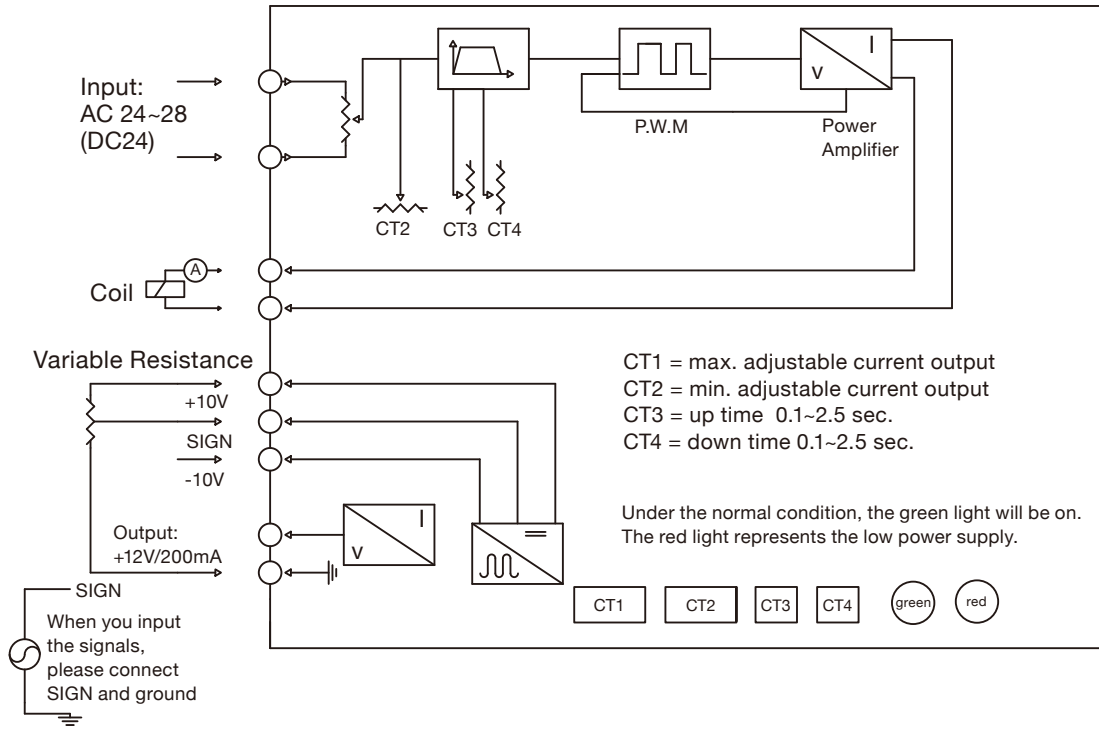 Input:
AC 24~28
(DC24)
CT2
CT3
CT4
P.W.M
I
V
Power
Amplifier
Coil
A
Variable Resistance
+10V
SIGN
-10V
Output:
+12V/200mA
I
V
SIGN
When you input
the signals,
please connect
SIGN and ground
CT1 = max. adjustable current output
CT2 = min. adjustable current output
CT3 = up time 0.1~2.5 sec.
CT4 = down time 0.1~2.5 sec.
Under the normal condition, the green light will be on.
The red light represents the low power supply.
CT1
CT2
CT3
CT4
green
red